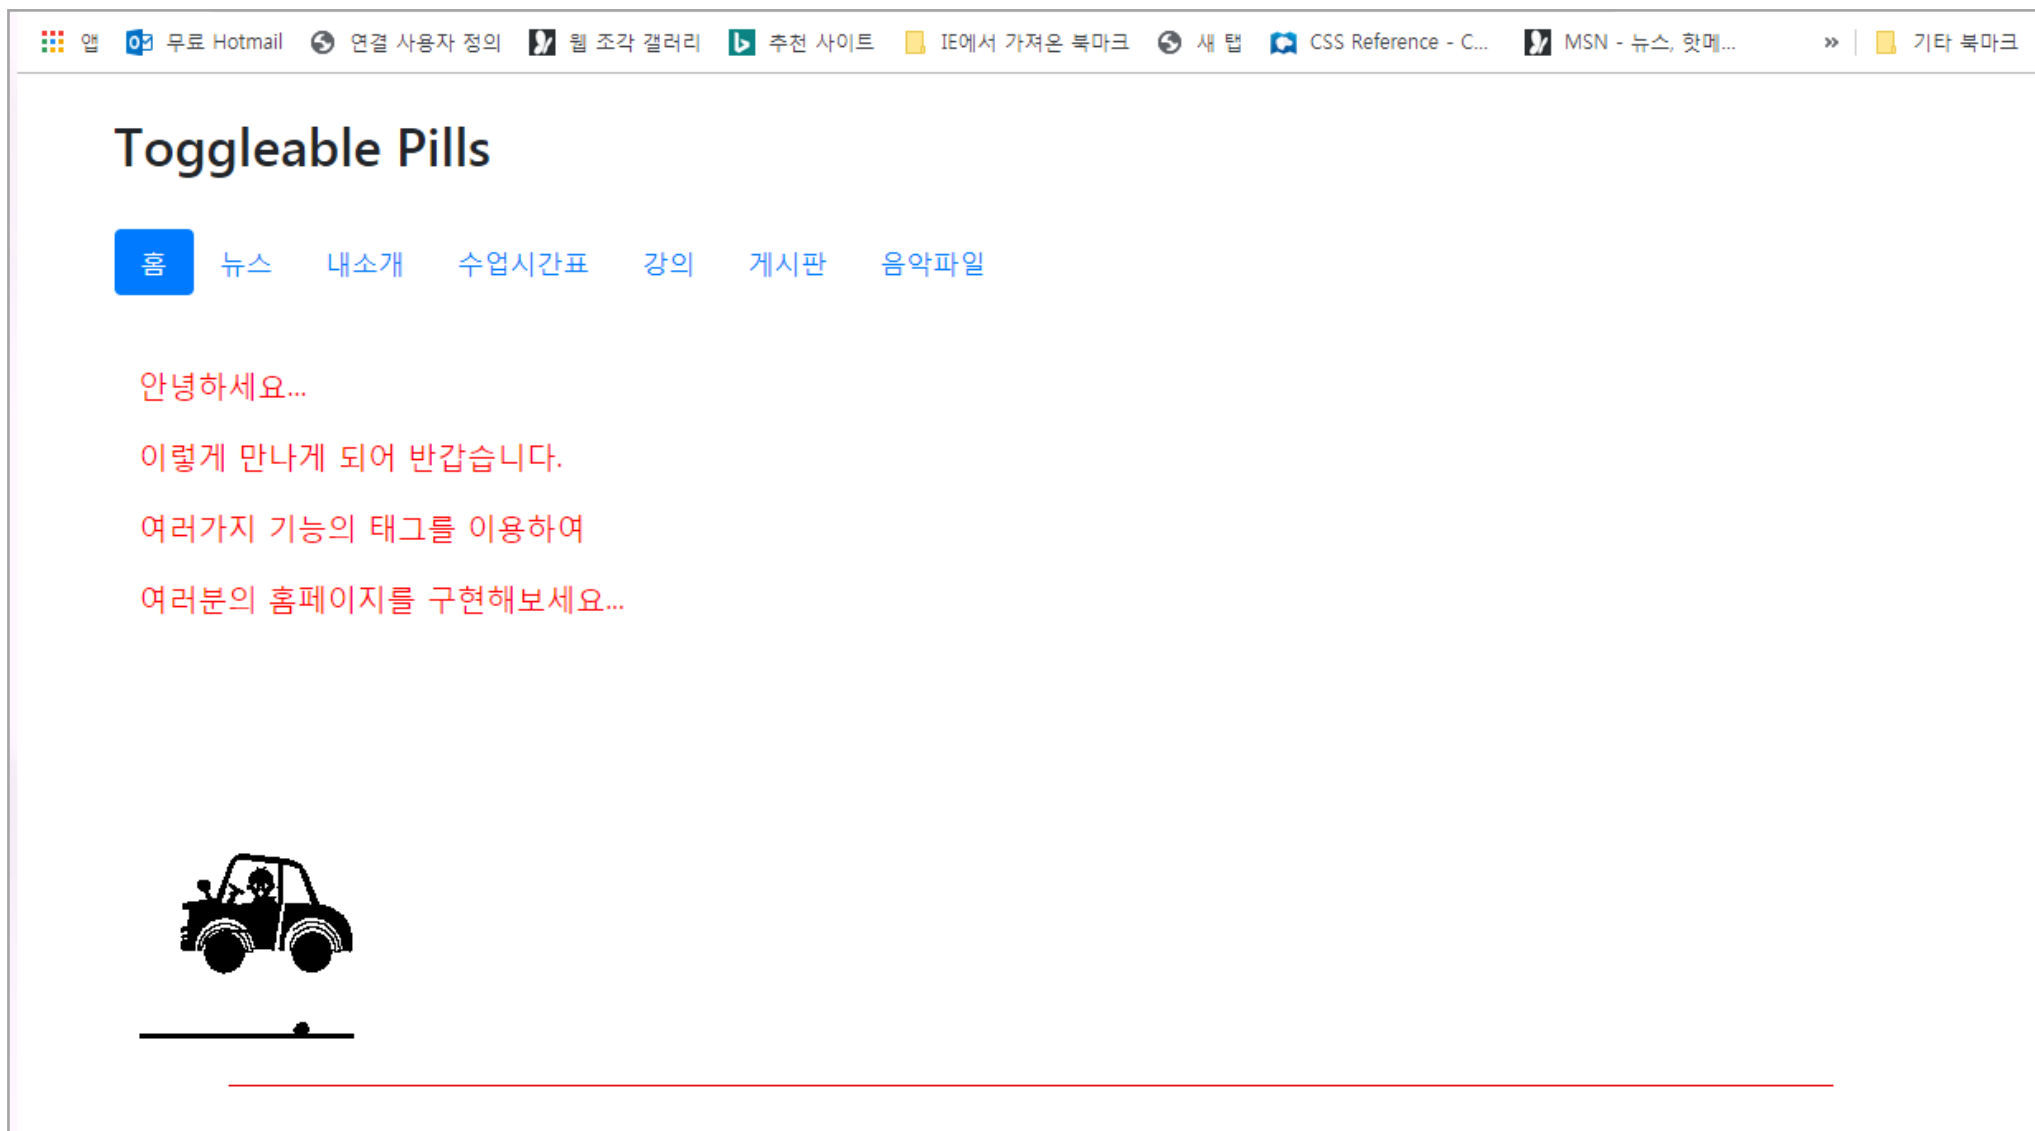 앱 무료 Hotmail 연결 사용자 정의 웹 조각 갤러리 추천 사이트 IE에서 가져온 북마크 새 탭 CSS Reference - C... MSN - 뉴스, 핫메... » 기타 북마크
Toggleable Pills
홈 뉴스 내소개 수업시간표 강의 게시판 음악파일
안녕하세요...
이렇게 만나게 되어 반갑습니다.
여러가지 기능의 태그를 이용하여
여러분의 홈페이지를 구현해보세요...